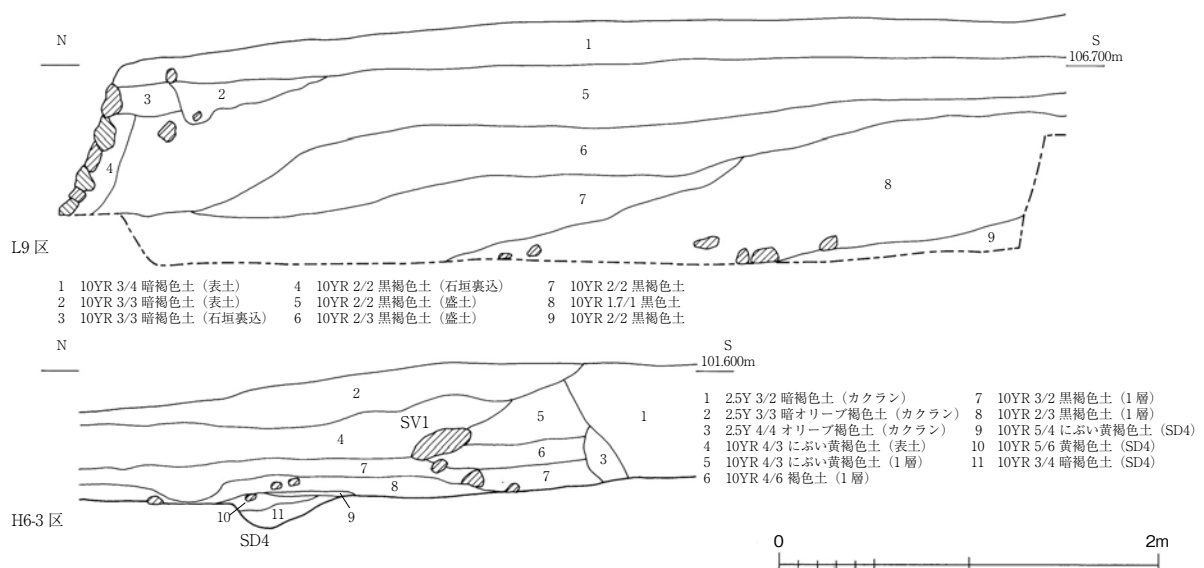 N
S
106.700m
1
2
3
4
5
6
7
8
9
L9 区
1 10YR 3/4 暗褐色土（表土）
2 10YR 3/3 暗褐色土（表土）
3 10YR 3/3 暗褐色土（石垣裏込）
4 10YR 2/2 黒褐色土（石垣裏込）
5 10YR 2/2 黒褐色土（盛土）
6 10YR 2/3 黒褐色土（盛土）
7 10YR 2/2 黒褐色土
8 10YR 1.7/1 黒色土
9 10YR 2/2 黒褐色土
N
S
101.600m
2
SV1
5
1
4
6
3
7
7
8
10
11
9
SD4
H6-3 区
1 2.5Y 3/2 暗褐色土（カクラン）
2 2.5Y 3/3 暗オリーブ褐色土（カクラン）
3 2.5Y 4/4 オリーブ褐色土（カクラン）
4 10YR 4/3 にぶい黄褐色土（表土）
5 10YR 4/3 にぶい黄褐色土（1層）
6 10YR 4/6 褐色土（1層）
7 10YR 3/2 黒褐色土（1層）
8 10YR 2/3 黒褐色土（1層）
9 10YR 5/4 にぶい黄褐色土（SD4）
10 10YR 5/6 黄褐色土（SD4）
11 10YR 3/4 暗褐色土（SD4）
0 2m